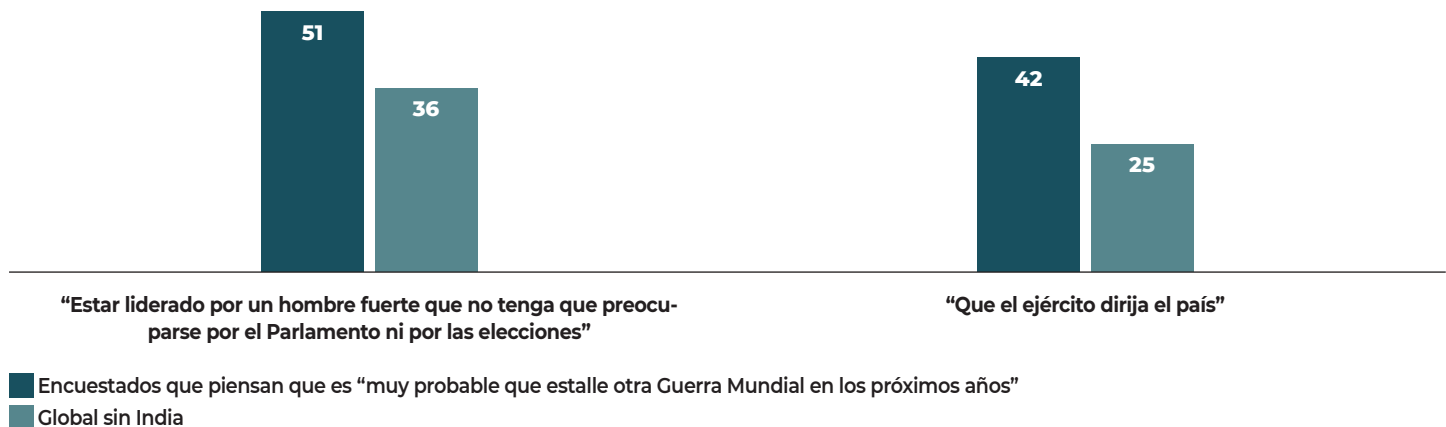 51
36
42
25
“Estar liderado por un hombre fuerte que no tenga que preocu-
parse por el Parlamento ni por las elecciones”
“Que el ejército dirija el país”
Encuestados que piensan que es “muy probable que estalle otra Guerra Mundial en los próximos años”
Global sin India